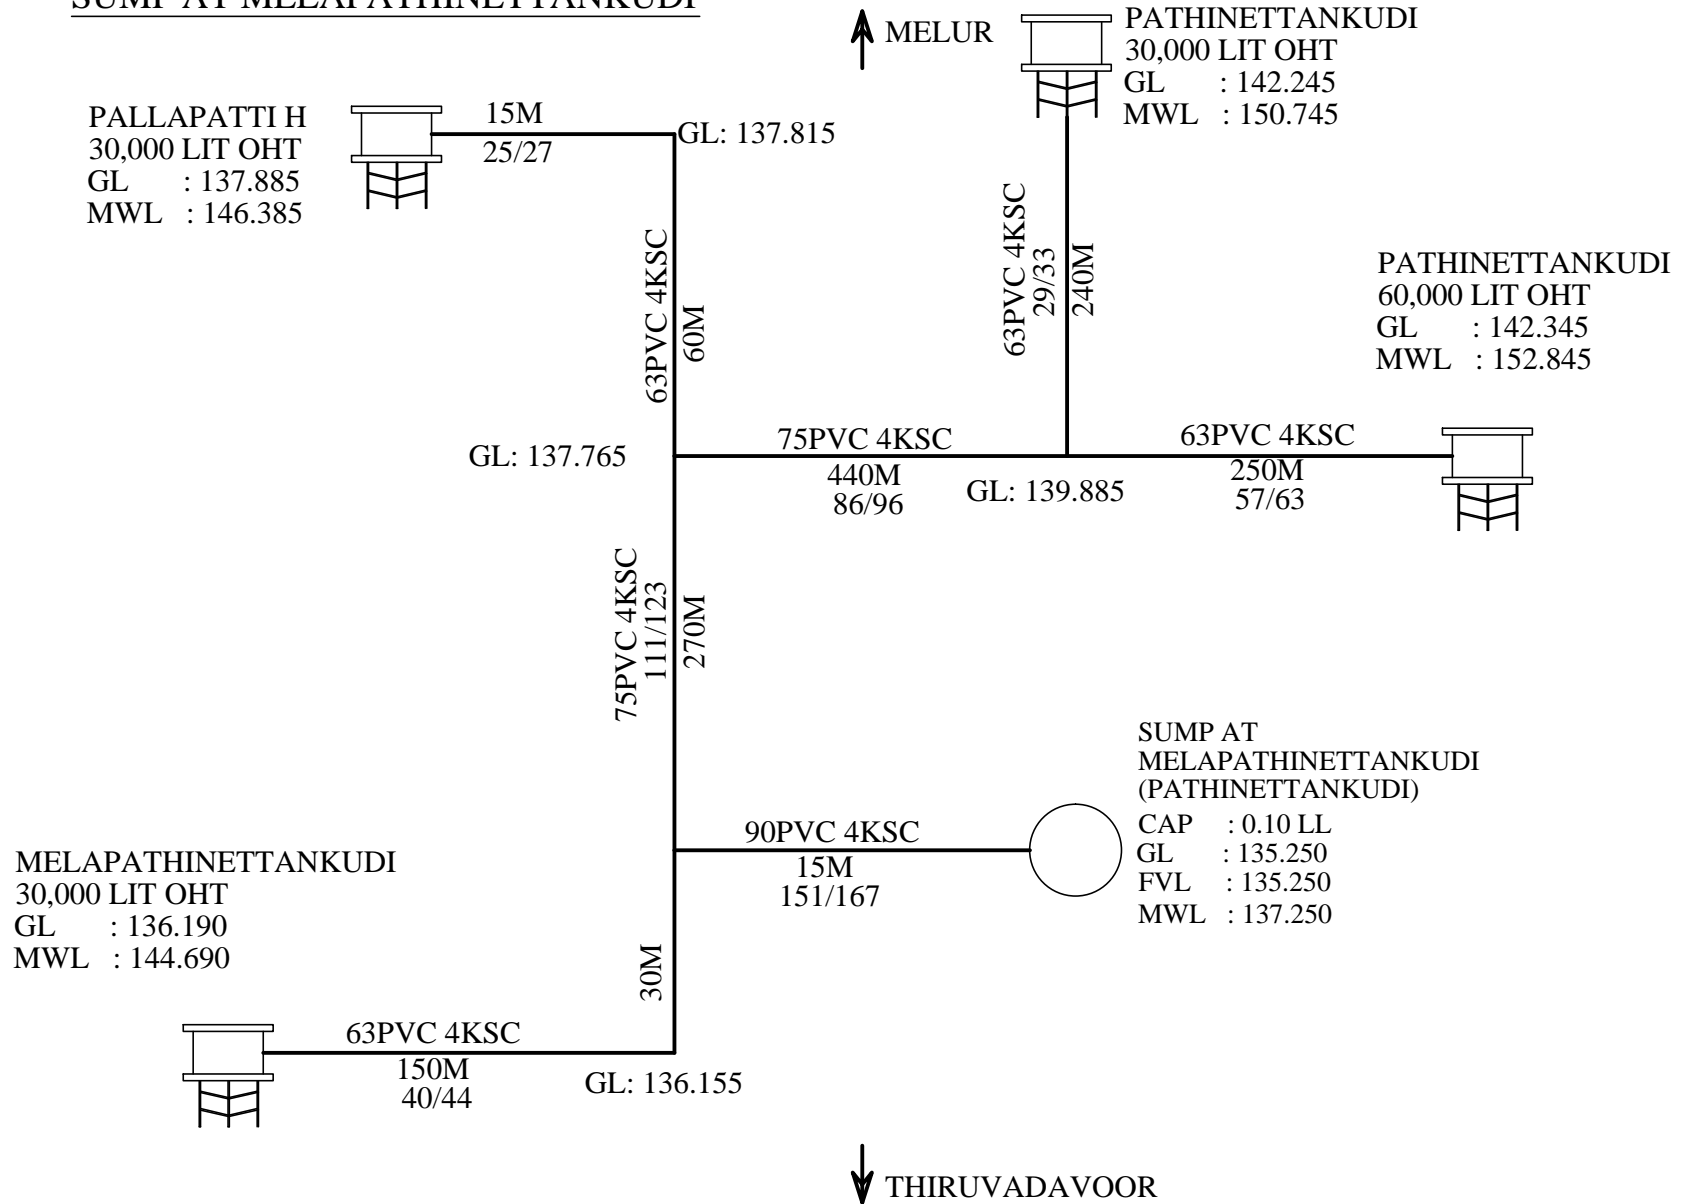 SUMP AT MELAPATHINETTANKUDI
MELUR
PATHINETTANKUDI
30,000 LIT OHT
GL : 142.245
MWL : 150.745
PALLAPATTI H
30,000 LIT OHT
GL : 137.885
MWL : 146.385
15M
25/27
GL: 137.815
63PVC 4KSC
60M
63PVC 4KSC
29/33
240M
PATHINETTANKUDI
60,000 LIT OHT
GL : 142.345
MWL : 152.845
GL: 137.765
75PVC 4KSC
440M
86/96
GL: 139.885
63PVC 4KSC
250M
57/63
75PVC 4KSC
111/123
270M
SUMP AT
MELAPATHINETTANKUDI
(PATHINETTANKUDI)
CAP : 0.10 LL
GL : 135.250
FVL : 135.250
MWL : 137.250
90PVC 4KSC
15M
151/167
MELAPATHINETTANKUDI
30,000 LIT OHT
GL : 136.190
MWL : 144.690
30M
63PVC 4KSC
150M
40/44
GL: 136.155
THIRUVADAVOOR